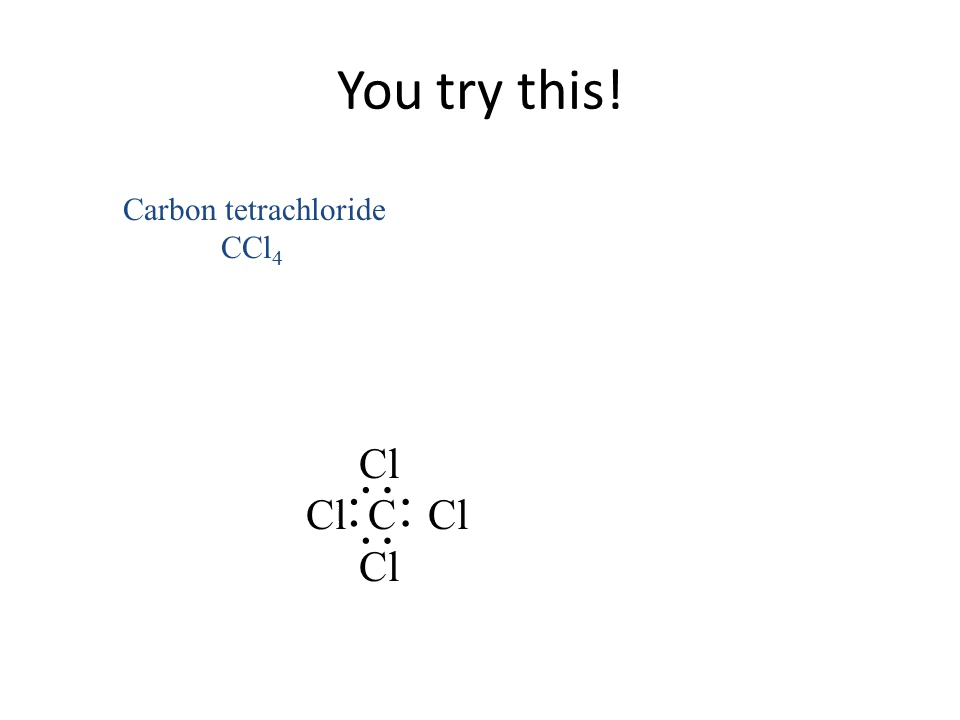 You try this!
Carbon tetrachloride
CCl₄
Cl
Cl : C : Cl
Cl